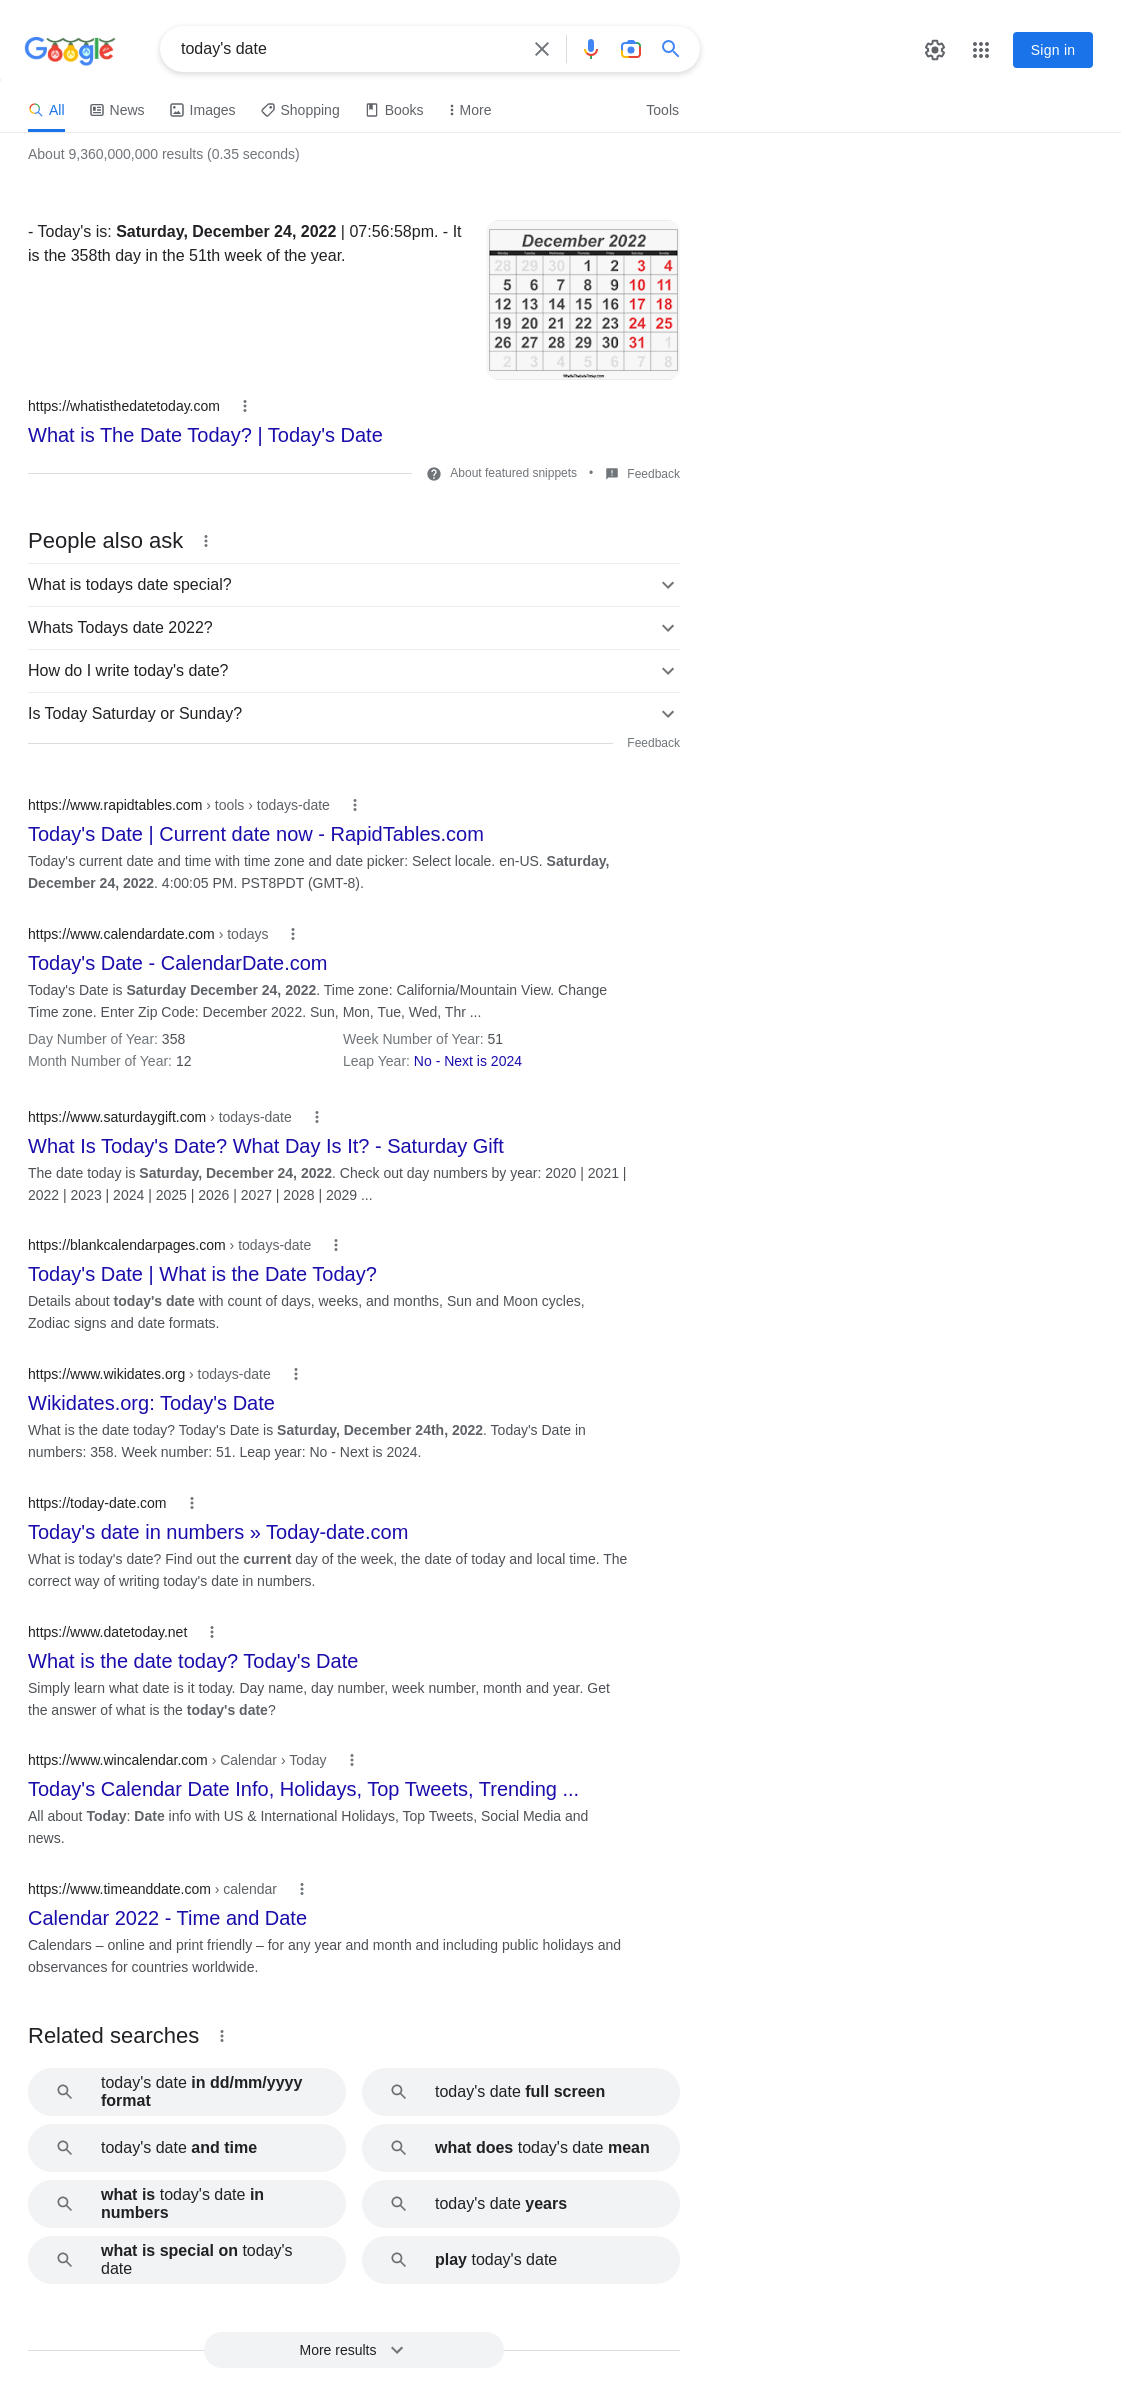 Google
today's date
Sign in
All
News
Images
Shopping
Books
More
Tools
About 9,360,000,000 results (0.35 seconds)
- Today's is: Saturday, December 24, 2022 | 07:56:58pm. - It
is the 358th day in the 51th week of the year.
December 2022
28 29 30 1 2 3 4
5 6 7 8 9 10 11
12 13 14 15 16 17 18
19 20 21 22 23 24 25
26 27 28 29 30 31 1
2 3 4 5 6 7 8
https://whatisthedatetoday.com
What is The Date Today? | Today's Date
About featured snippets • Feedback
People also ask
What is todays date special?
Whats Todays date 2022?
How do I write today's date?
Is Today Saturday or Sunday?
Feedback
https://www.rapidtables.com › tools › todays-date
Today's Date | Current date now - RapidTables.com
Today's current date and time with time zone and date picker: Select locale. en-US. Saturday,
December 24, 2022. 4:00:05 PM. PST8PDT (GMT-8).
https://www.calendardate.com › todays
Today's Date - CalendarDate.com
Today's Date is Saturday December 24, 2022. Time zone: California/Mountain View. Change
Time zone. Enter Zip Code: December 2022. Sun, Mon, Tue, Wed, Thr ...
Day Number of Year: 358
Week Number of Year: 51
Month Number of Year: 12
Leap Year: No - Next is 2024
https://www.saturdaygift.com › todays-date
What Is Today's Date? What Day Is It? - Saturday Gift
The date today is Saturday, December 24, 2022. Check out day numbers by year: 2020 | 2021 |
2022 | 2023 | 2024 | 2025 | 2026 | 2027 | 2028 | 2029 ...
https://blankcalendarpages.com › todays-date
Today's Date | What is the Date Today?
Details about today's date with count of days, weeks, and months, Sun and Moon cycles,
Zodiac signs and date formats.
https://www.wikidates.org › todays-date
Wikidates.org: Today's Date
What is the date today? Today's Date is Saturday, December 24th, 2022. Today's Date in
numbers: 358. Week number: 51. Leap year: No - Next is 2024.
https://today-date.com
Today's date in numbers » Today-date.com
What is today's date? Find out the current day of the week, the date of today and local time. The
correct way of writing today's date in numbers.
https://www.datetoday.net
What is the date today? Today's Date
Simply learn what date is it today. Day name, day number, week number, month and year. Get
the answer of what is the today's date?
https://www.wincalendar.com › Calendar › Today
Today's Calendar Date Info, Holidays, Top Tweets, Trending ...
All about Today: Date info with US & International Holidays, Top Tweets, Social Media and
news.
https://www.timeanddate.com › calendar
Calendar 2022 - Time and Date
Calendars – online and print friendly – for any year and month and including public holidays and
observances for countries worldwide.
Related searches
today's date in dd/mm/yyyy
format
today's date full screen
today's date and time
what does today's date mean
what is today's date in
numbers
today's date years
what is special on today's
date
play today's date
More results